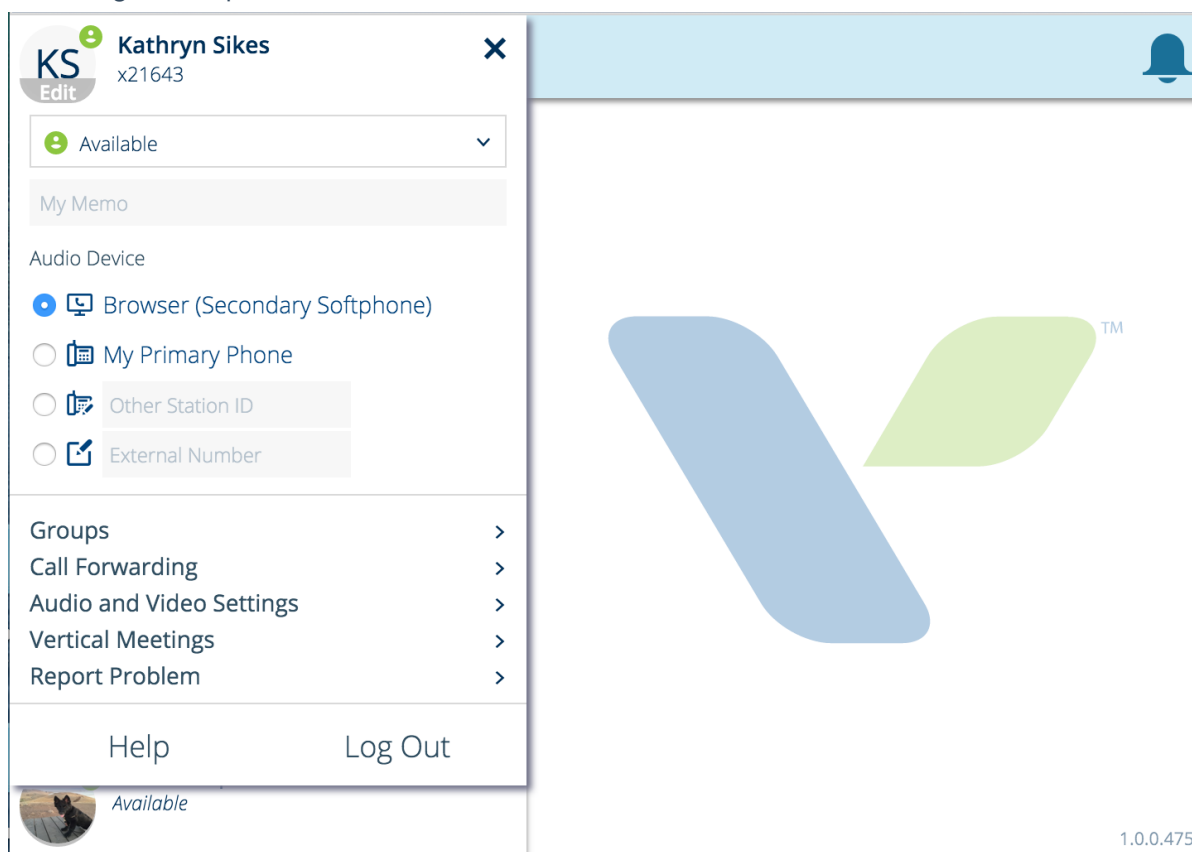 KS
Edit
Kathryn Sikes
x21643
Available
My Memo
Audio Device
Browser (Secondary Softphone)
My Primary Phone
Other Station ID
External Number
Groups
Call Forwarding
Audio and Video Settings
Vertical Meetings
Report Problem
Help Log Out
Available
TM
1.0.0.475